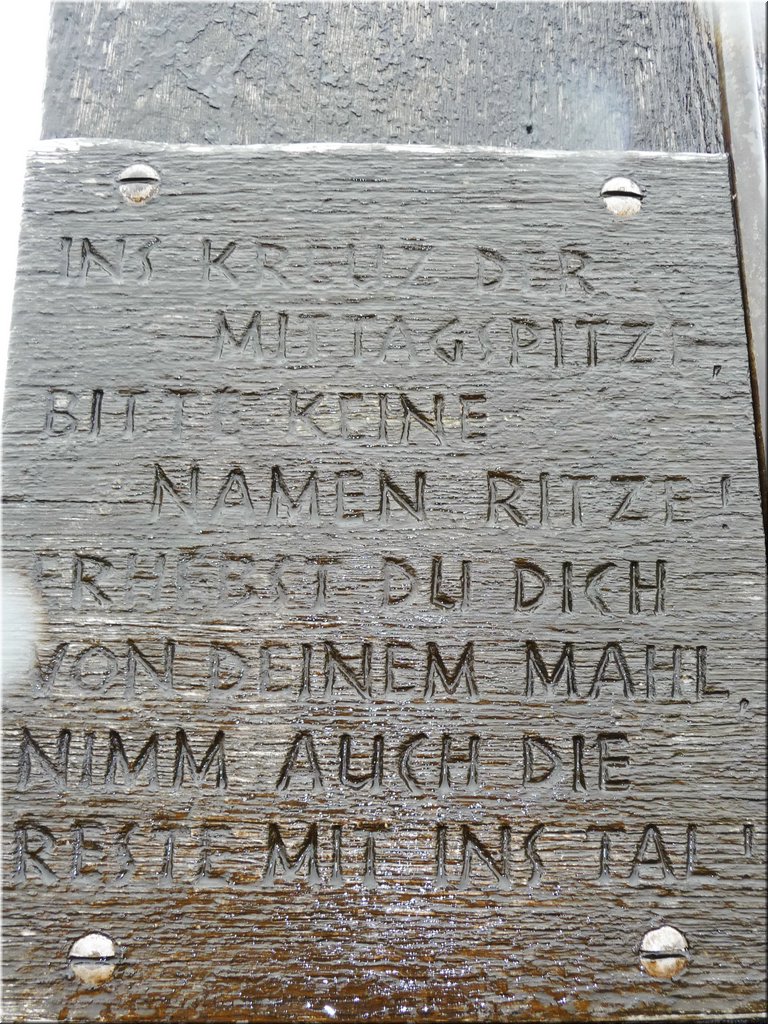 INS KREUZ DER
MITTAGSPITZE,
BITTE KEINE
NAMEN RITZE!
ERHEBST DU DICH
VON DEINEM MAHL,
NIMM AUCH DIE
RESTE MIT INS TAL!